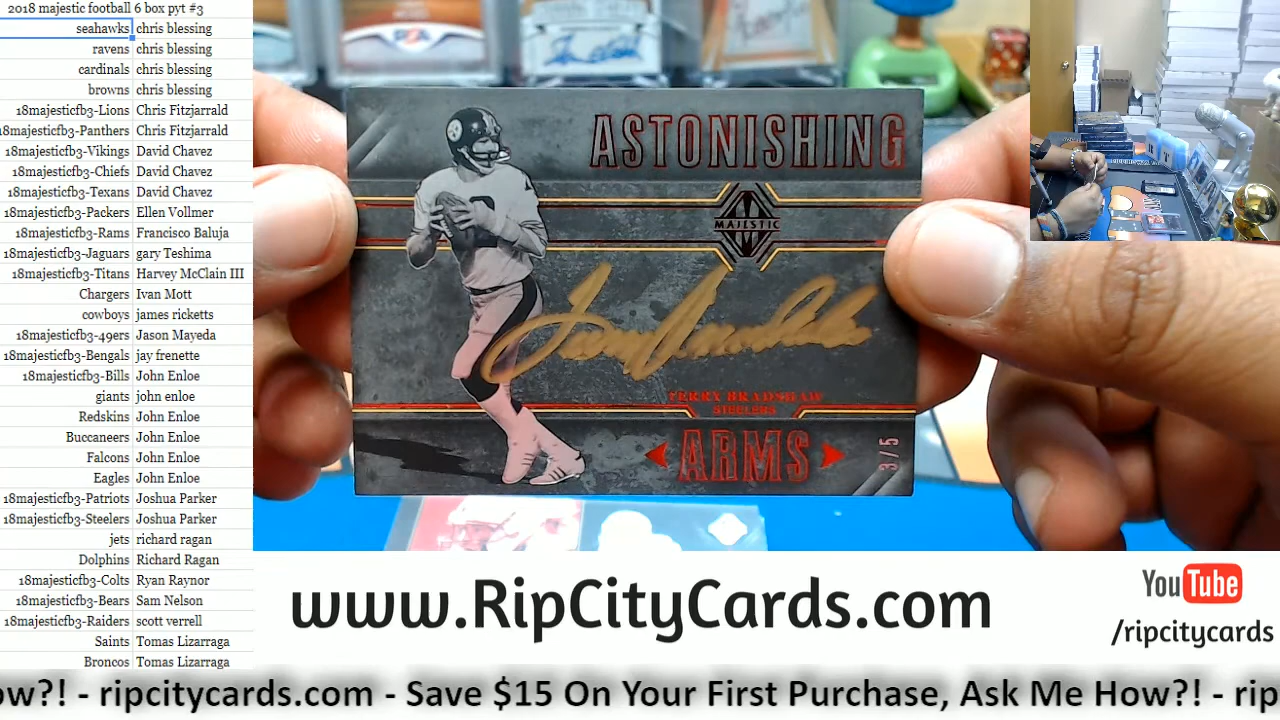 2018 majestic football 6 box pyt #3
seahawks chris blessing
ravens chris blessing
cardinals chris blessing
browns chris blessing
18majesticfb3-Lions Chris Fitzjarrald
18majesticfb3-Panthers Chris Fitzjarrald
18majesticfb3-Vikings David Chavez
18majesticfb3-Chiefs David Chavez
18majesticfb3-Texans David Chavez
18majesticfb3-Packers Ellen Vollmer
18majesticfb3-Rams Francisco Baluja
18majesticfb3-Jaguars gary Teshima
18majesticfb3-Titans Harvey McClain III
Chargers Ivan Mott
cowboys james ricketts
18majesticfb3-49ers Jason Mayeda
18majesticfb3-Bengals jay frenette
18majesticfb3-Bills John Enloe
giants john enloe
Redskins John Enloe
Buccaneers John Enloe
Falcons John Enloe
Eagles John Enloe
18majesticfb3-Patriots Joshua Parker
18majesticfb3-Steelers Joshua Parker
jets richard ragan
Dolphins Richard Ragan
18majesticfb3-Colts Ryan Raynor
18majesticfb3-Bears Sam Nelson
18majesticfb3-Raiders scott verrell
Saints Tomas Lizarraga
Broncos Tomas Lizarraga
PSA
ASTONISHING
MAJESTIC
TERRY BRADSHAW
STEELERS
ARMS
3/5
www.RipCityCards.com
YouTube
/ripcitycards
ow?! - ripcitycards.com - Save $15 On Your First Purchase, Ask Me How?! - rip